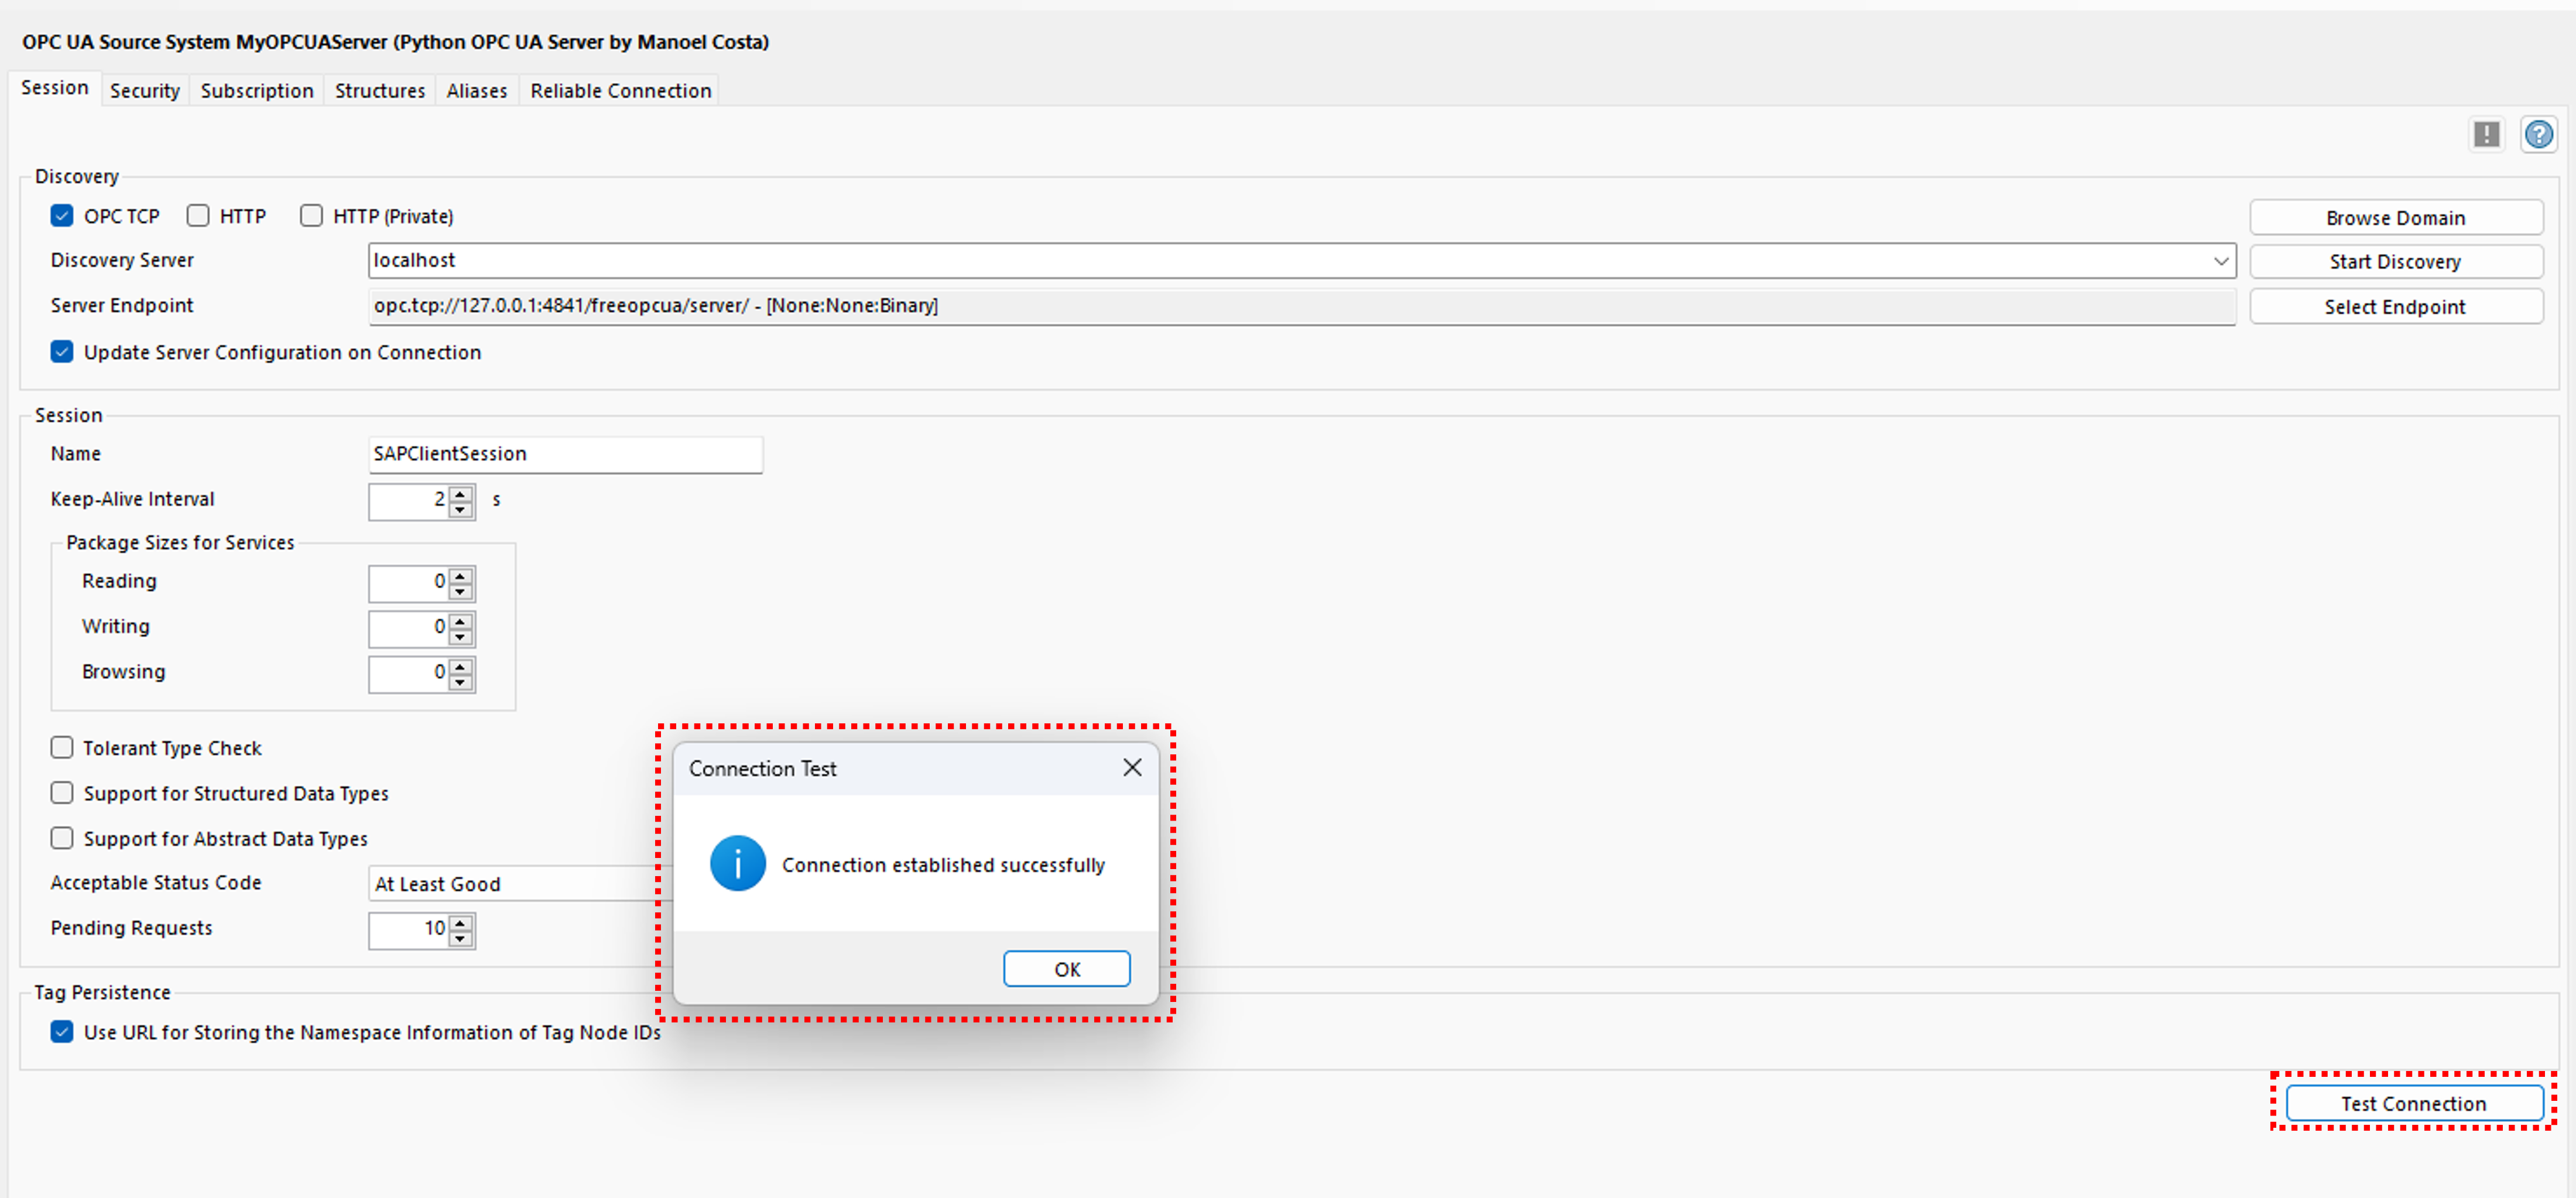 OPC UA Source System MyOPCUAServer (Python OPC UA Server by Manoel Costa)
Session Security Subscription Structures Aliases Reliable Connection
Discovery
OPC TCP HTTP HTTP (Private) Browse Domain
Discovery Server localhost Start Discovery
Server Endpoint opc.tcp://127.0.0.1:4841/freeopcua/server/ - [None:None:Binary] Select Endpoint
Update Server Configuration on Connection
Session
Name SAPClientSession
Keep-Alive Interval 2 s
Package Sizes for Services
Reading 0
Writing 0
Browsing 0
Tolerant Type Check
Connection Test
Support for Structured Data Types
Support for Abstract Data Types
Connection established successfully
Acceptable Status Code At Least Good
Pending Requests 10
OK
Tag Persistence
Use URL for Storing the Namespace Information of Tag Node IDs
Test Connection